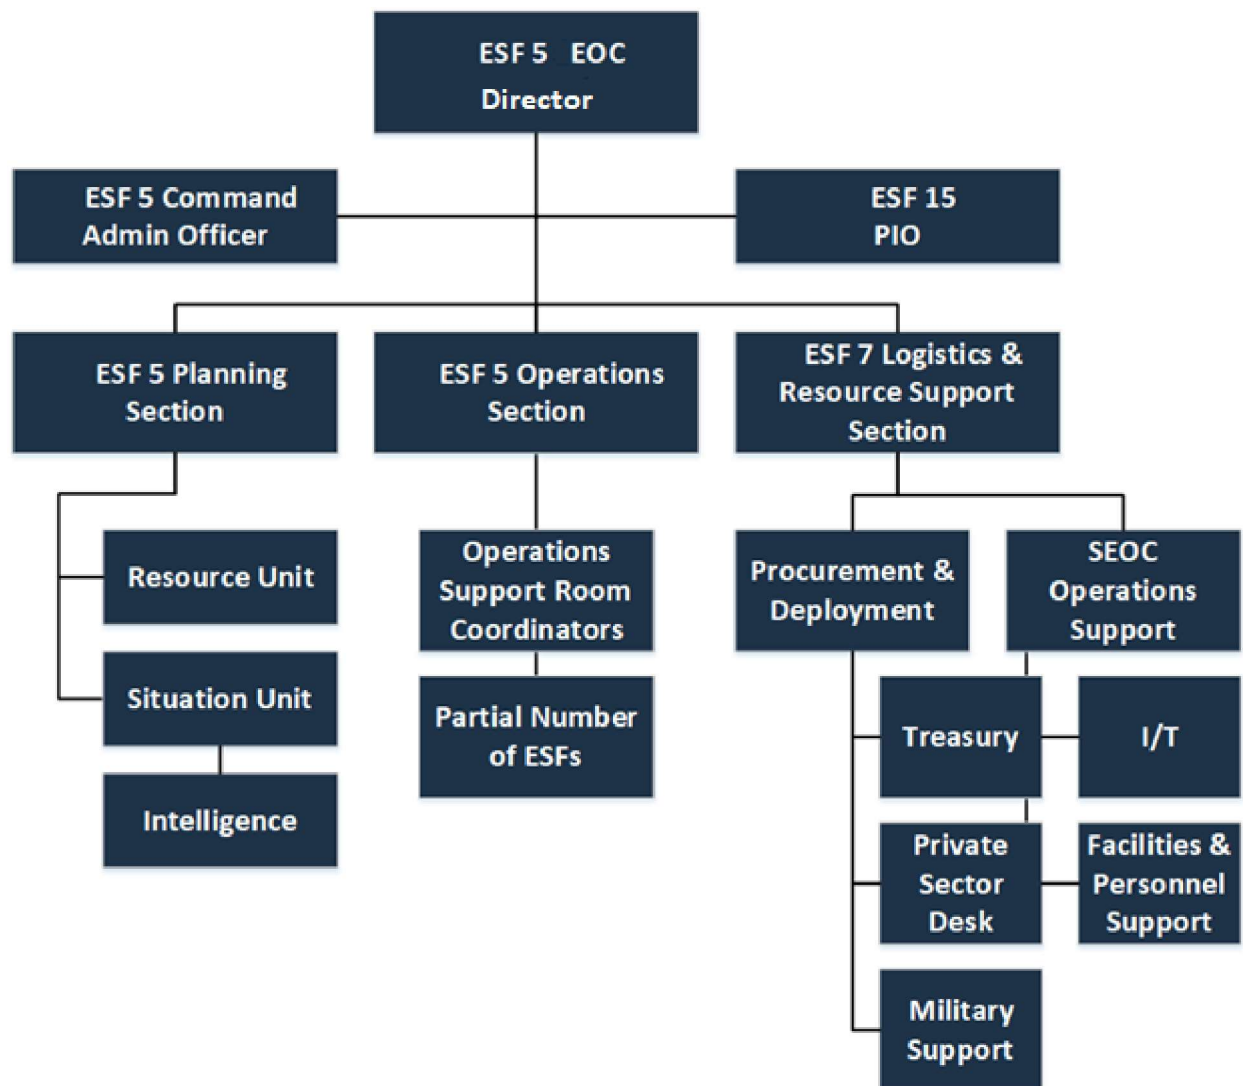 ESF 5 EOC
Director
ESF 5 Command
Admin Officer
ESF 15
PIO
ESF 5 Planning
Section
ESF 5 Operations
Section
ESF 7 Logistics &
Resource Support
Section
Resource Unit
Situation Unit
Intelligence
Operations
Support Room
Coordinators
Partial Number
of ESFs
Procurement &
Deployment
SEOC
Operations
Support
Treasury
I/T
Private
Sector
Desk
Facilities &
Personnel
Support
Military
Support